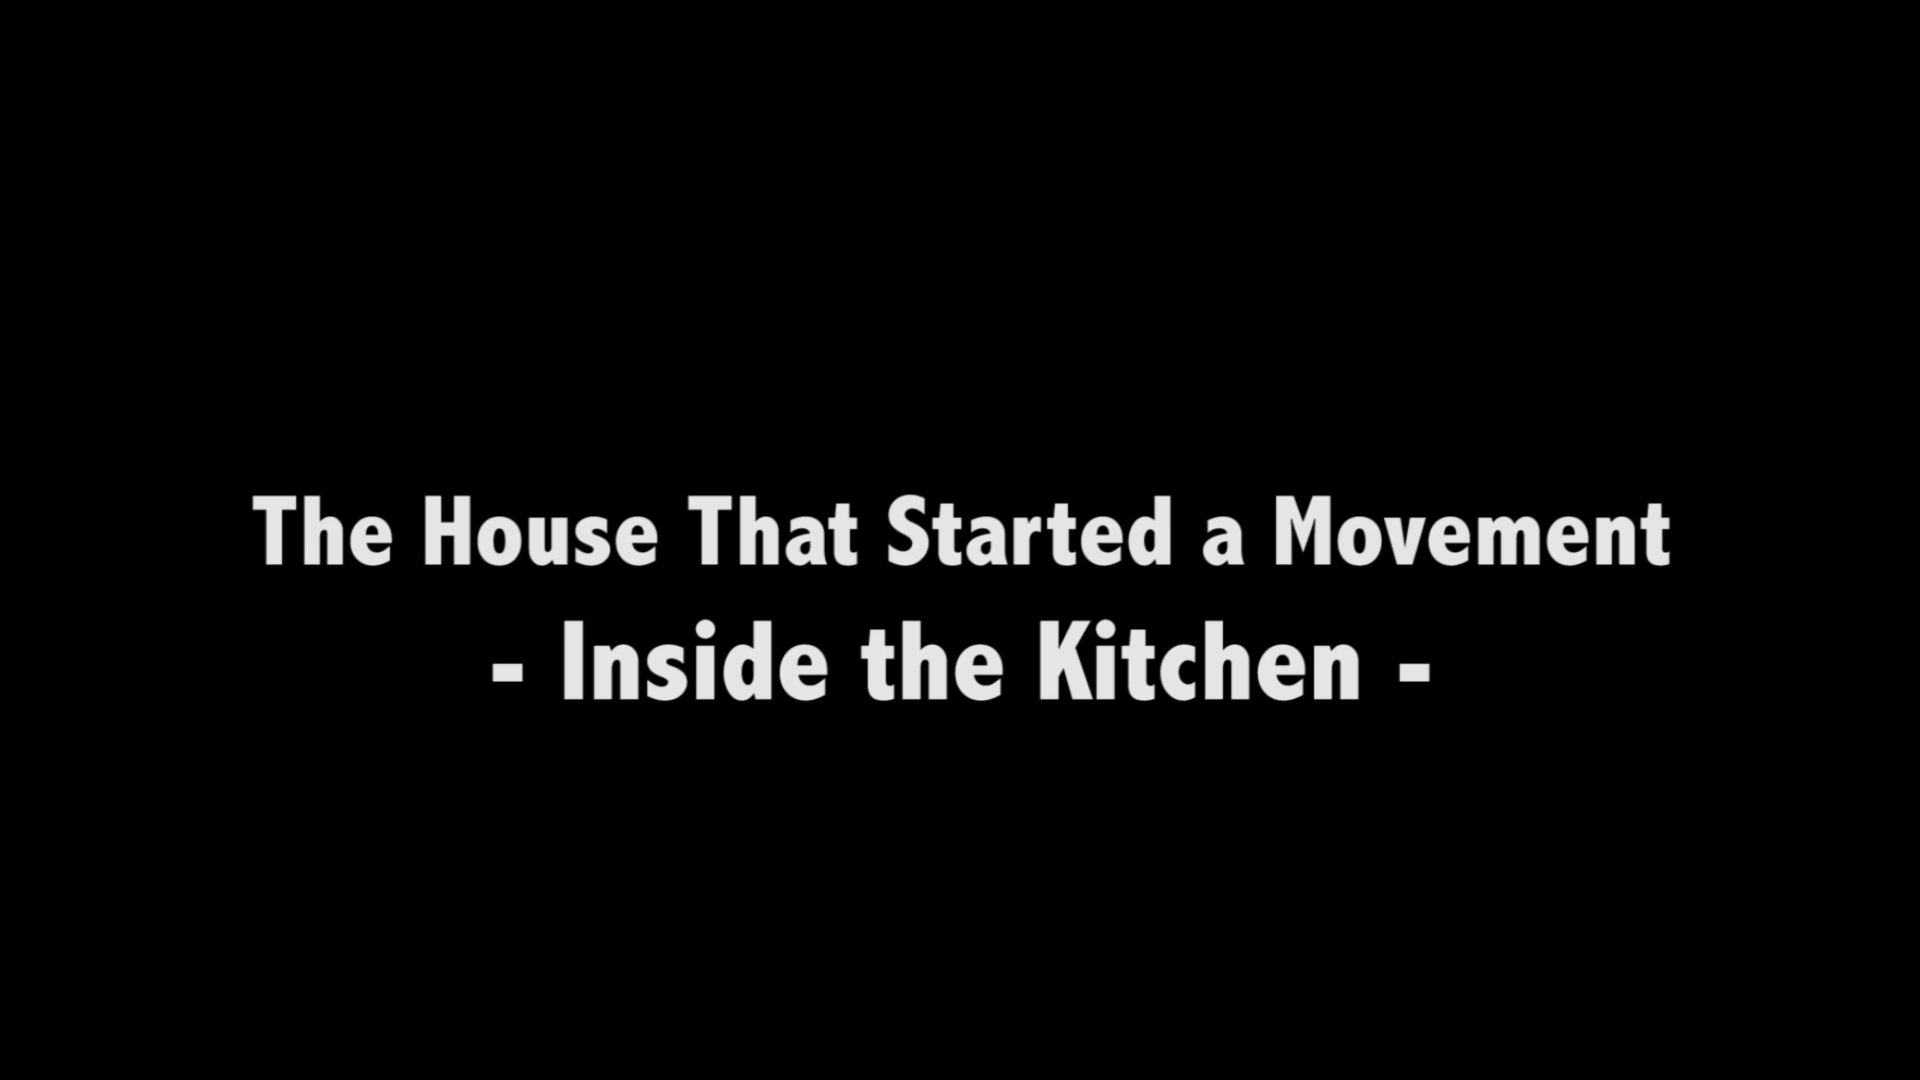 The House That Started a Movement
- Inside the Kitchen -